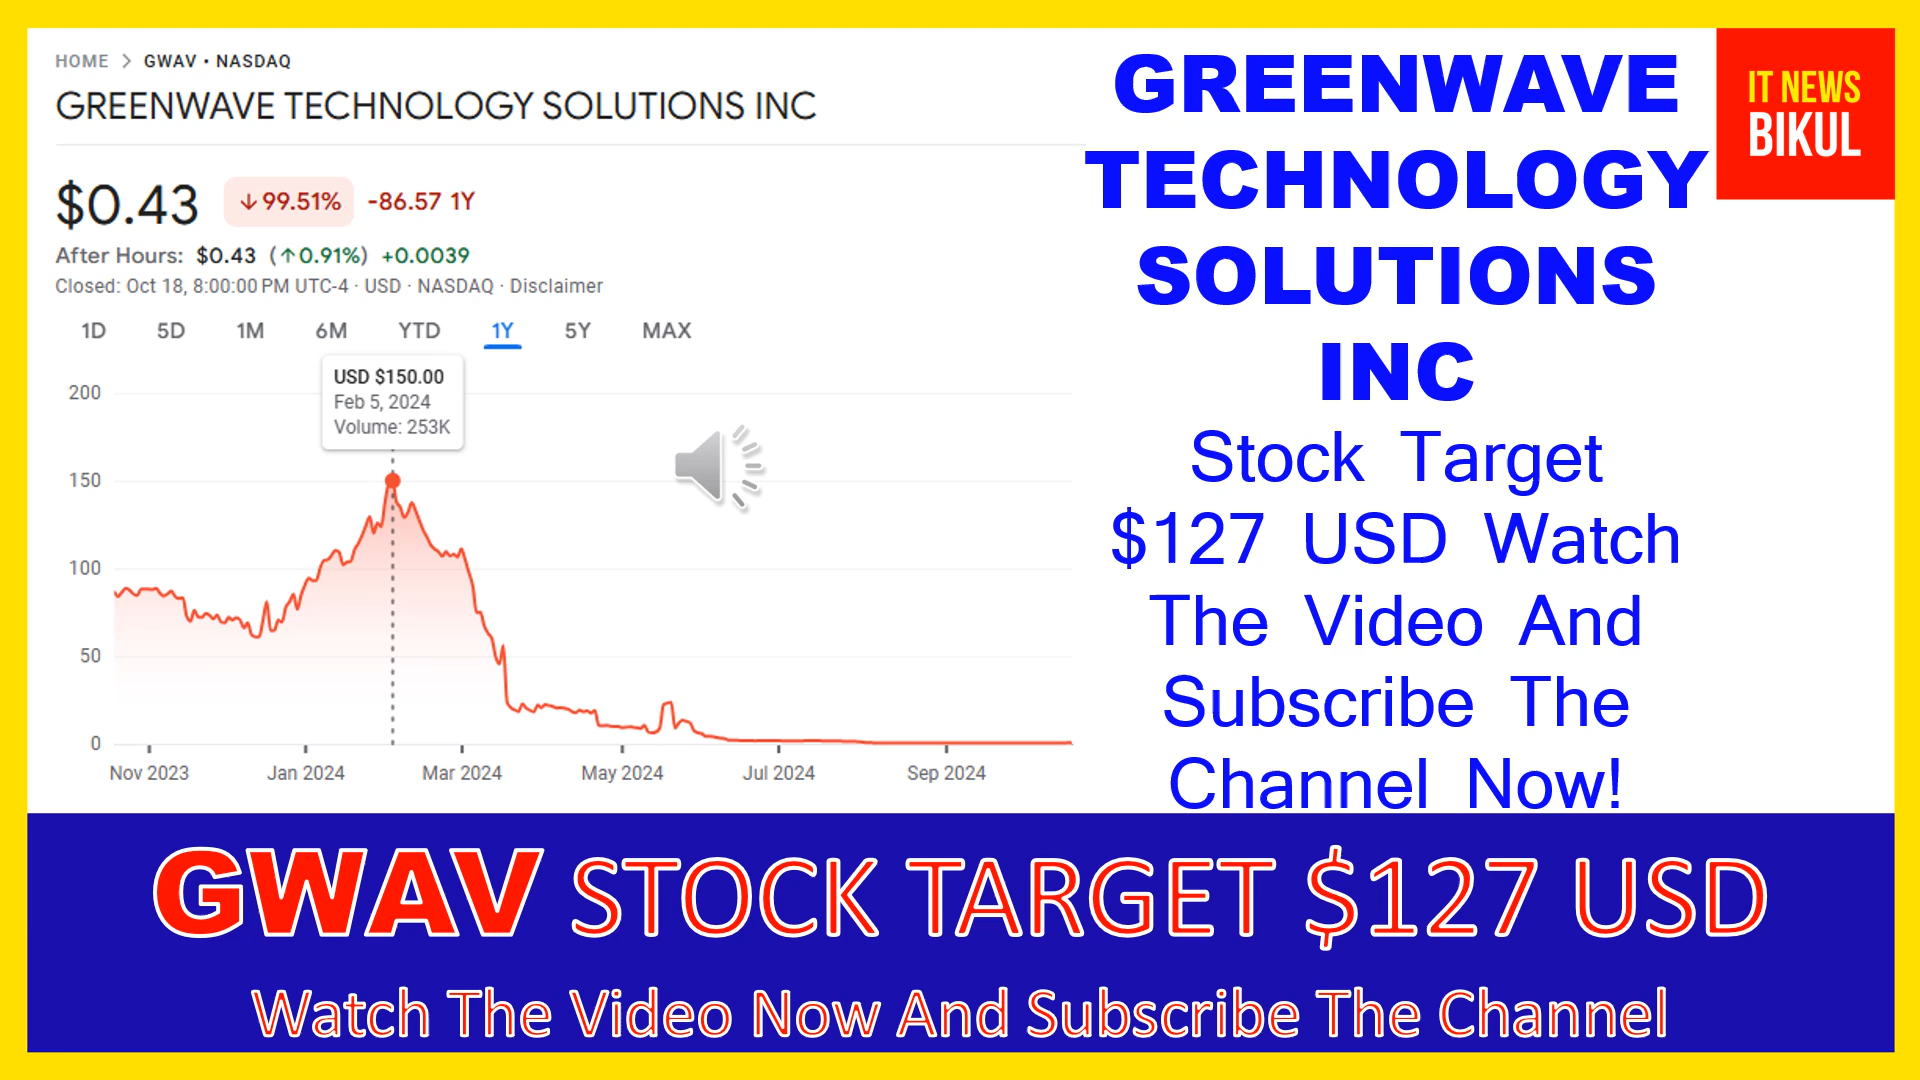 HOME > GWAV • NASDAQ
GREENWAVE TECHNOLOGY SOLUTIONS INC
$0.43 ↓99.51% -86.57 1Y
After Hours: $0.43 (↑0.91%) +0.0039
Closed: Oct 18, 8:00:00 PM UTC-4 · USD · NASDAQ · Disclaimer
1D 5D 1M 6M YTD 1Y 5Y MAX
USD $150.00
Feb 5, 2024
Volume: 253K
200
150
100
50
0
Nov 2023 Jan 2024 Mar 2024 May 2024 Jul 2024 Sep 2024
GREENWAVE
TECHNOLOGY
SOLUTIONS
INC
Stock Target
$127 USD Watch
The Video And
Subscribe The
Channel Now!
IT NEWS
BIKUL
GWAV STOCK TARGET $127 USD
Watch The Video Now And Subscribe The Channel